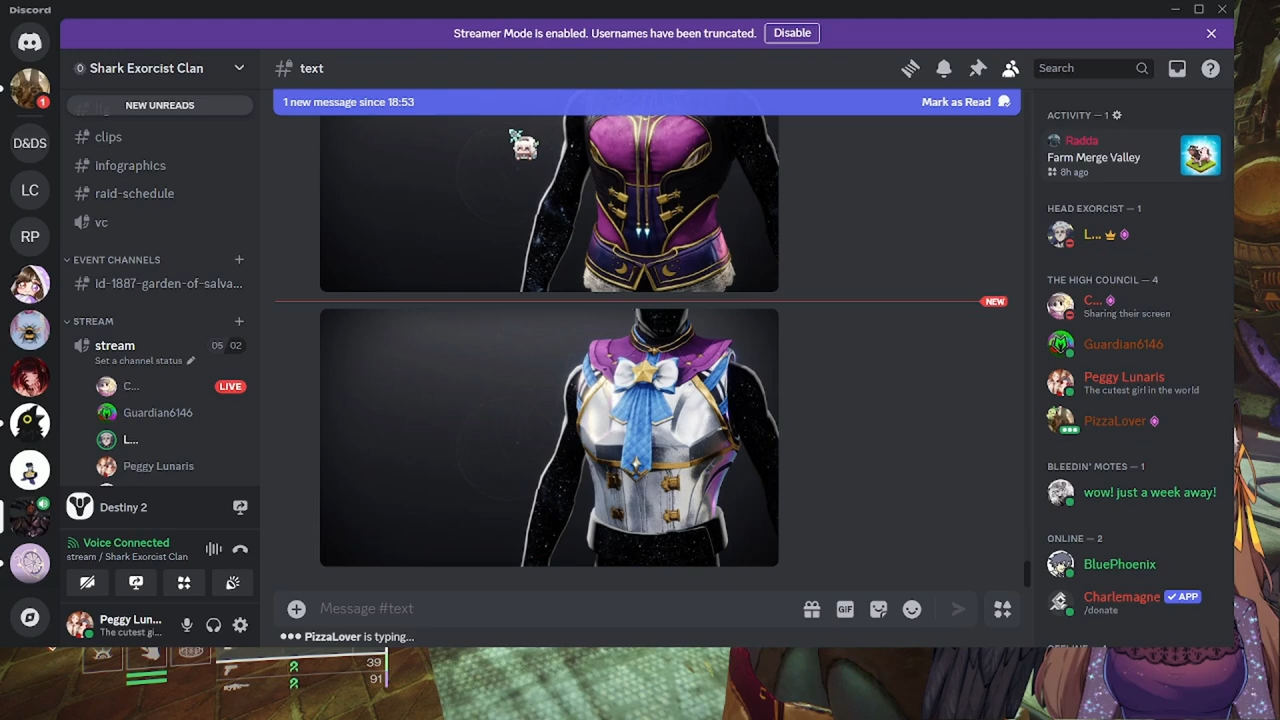 Discord
Streamer Mode is enabled. Usernames have been truncated. Disable
Shark Exorcist Clan
text
Search
NEW UNREADS
1 new message since 18:53
Mark as Read
clips
infographics
raid-schedule
vc
EVENT CHANNELS
ld-1887-garden-of-salva...
STREAM
stream 05 02
Set a channel status
C... LIVE
Guardian6146
L...
Peggy Lunaris
Destiny 2
Voice Connected
stream / Shark Exorcist Clan
Peggy Lun...
The cutest gi...
1
D&DS
LC
RP
NEW
Message #text
GIF
PizzaLover is typing...
ACTIVITY — 1
Radda
Farm Merge Valley
8h ago
HEAD EXORCIST — 1
L...
THE HIGH COUNCIL — 4
C...
Sharing their screen
Guardian6146
Peggy Lunaris
The cutest girl in the world
PizzaLover
BLEEDIN' MOTES — 1
wow! just a week away!
ONLINE — 2
BluePhoenix
Charlemagne APP
/donate
39
91